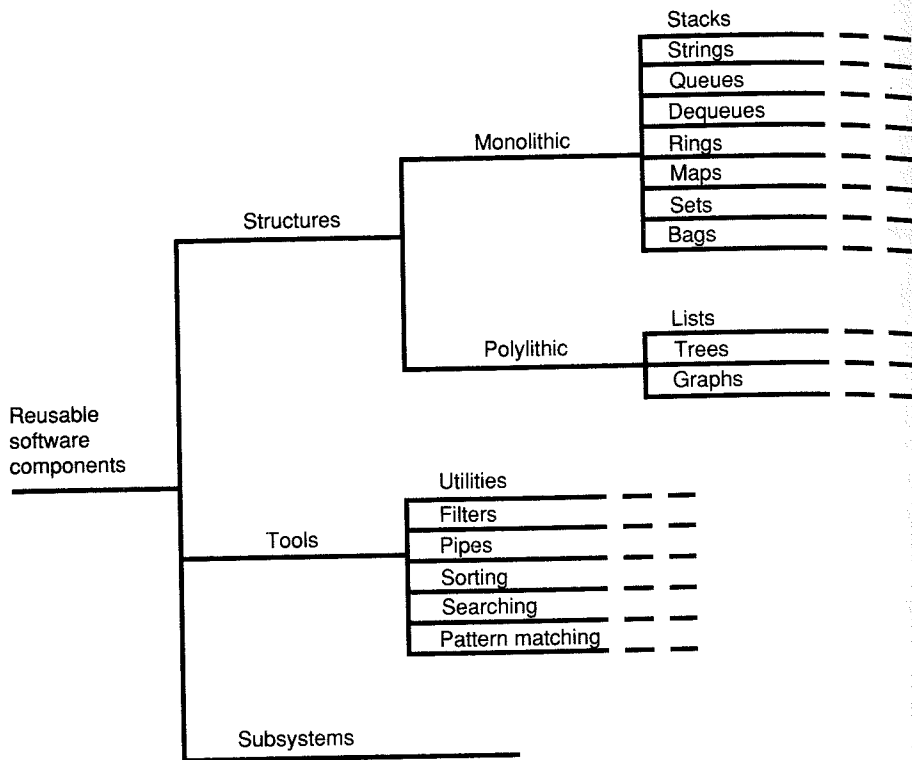 Stacks
Strings
Queues
Dequeues
Monolithic
Rings
Maps
Sets
Structures
Bags
Lists
Polylithic
Trees
Graphs
Reusable
software
components
Utilities
Filters
Tools
Pipes
Sorting
Searching
Pattern matching
Subsystems